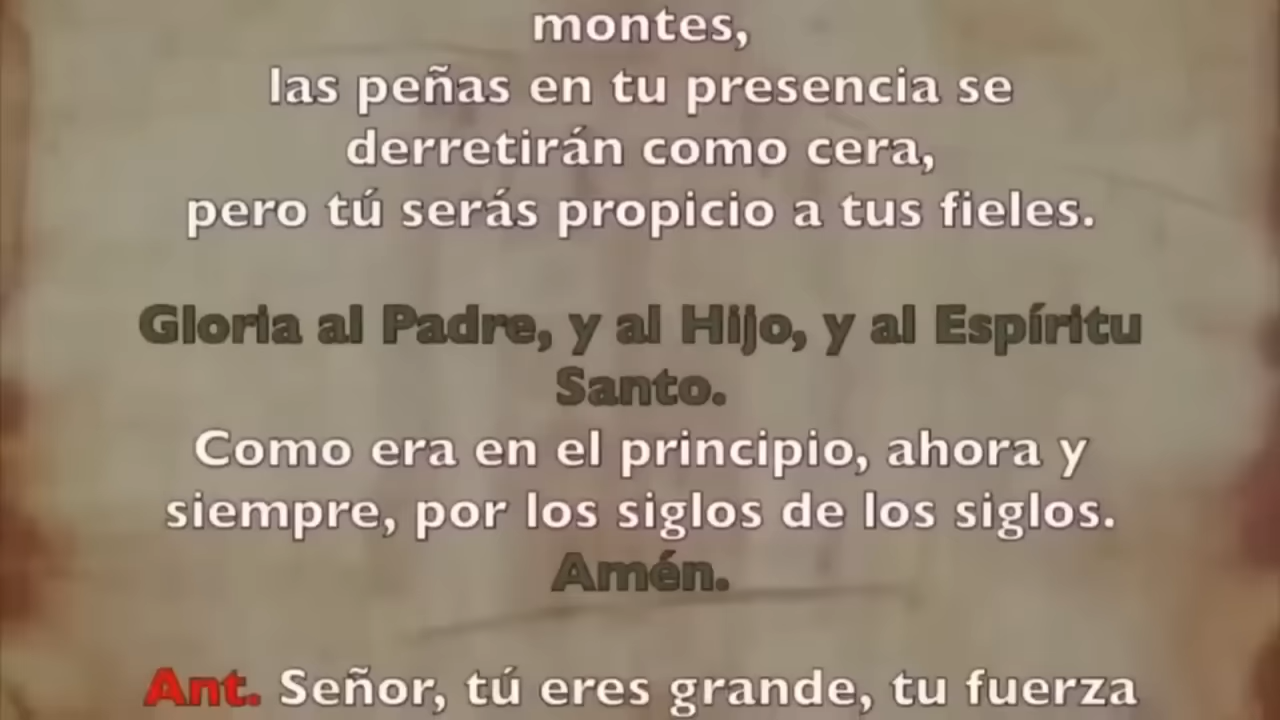 montes,
las peñas en tu presencia se
derretirán como cera,
pero tú serás propicio a tus fieles.
Gloria al Padre, y al Hijo, y al Espíritu
Santo.
Como era en el principio, ahora y
siempre, por los siglos de los siglos.
Amén.
Ant. Señor, tú eres grande, tu fuerza